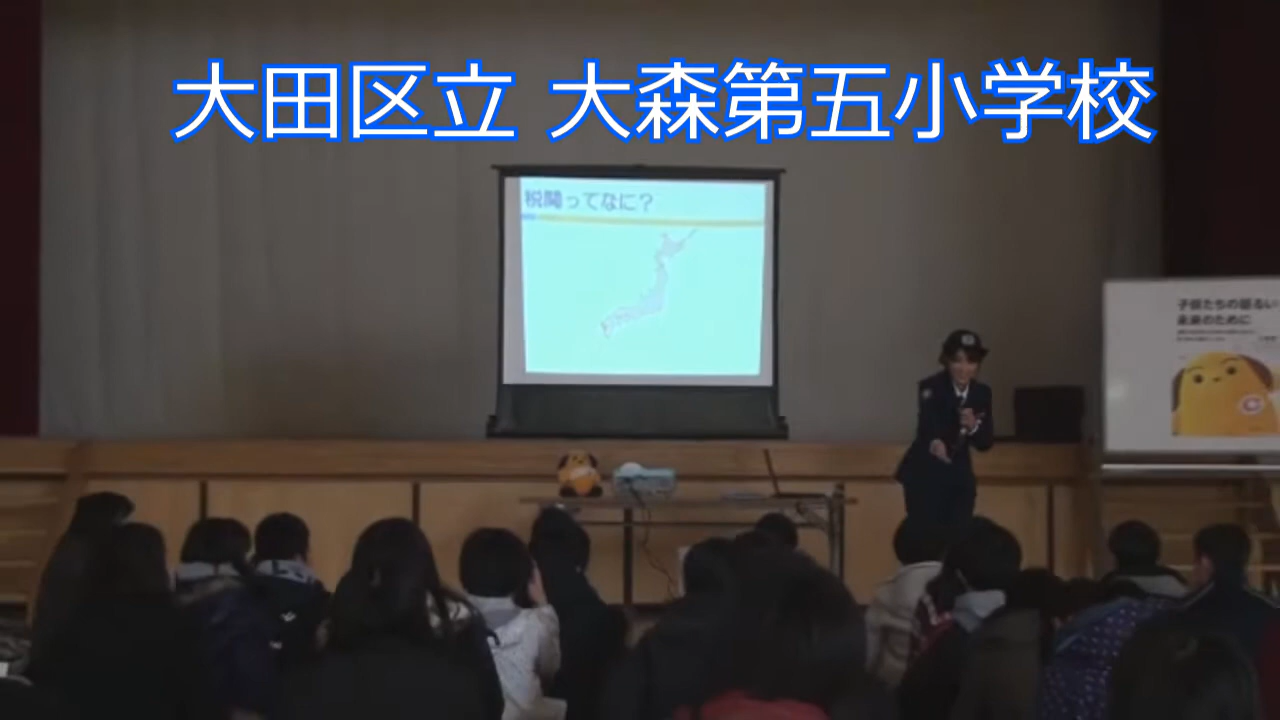 大田区立 大森第五小学校
税関ってなに？
子供たちの明るい
未来のために